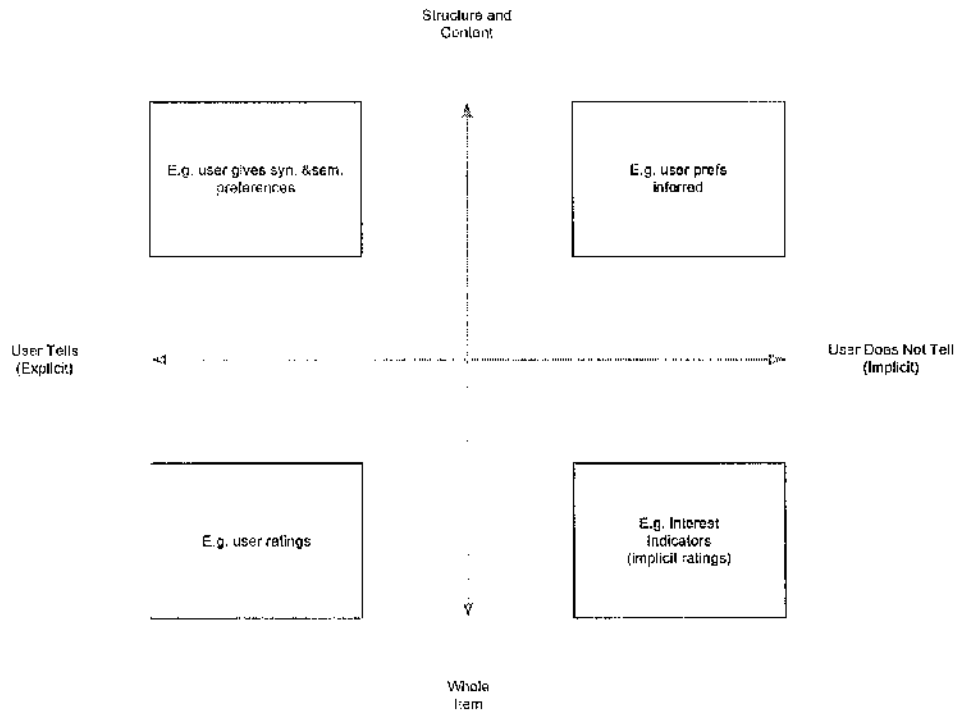 Structure and
Content
E.g. user gives syn. &sem.
preferences
E.g. user prefs
inferred
User Tells
(Explicit)
User Does Not Tell
(Implicit)
E.g. user ratings
E.g. Interest
Indicators
(implicit ratings)
Whole
Item